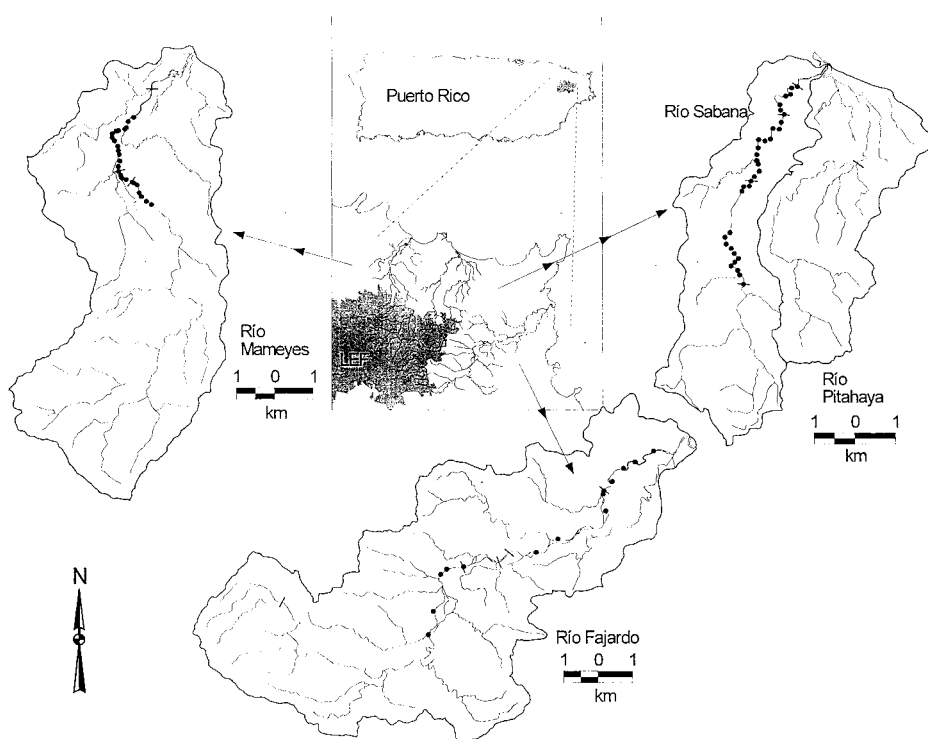 Puerto Rico
LEF
Río
Mameyes
1 0 1
km
Río Sabana
Río
Pitahaya
1 0 1
km
Río Fajardo
1 0 1
km
N